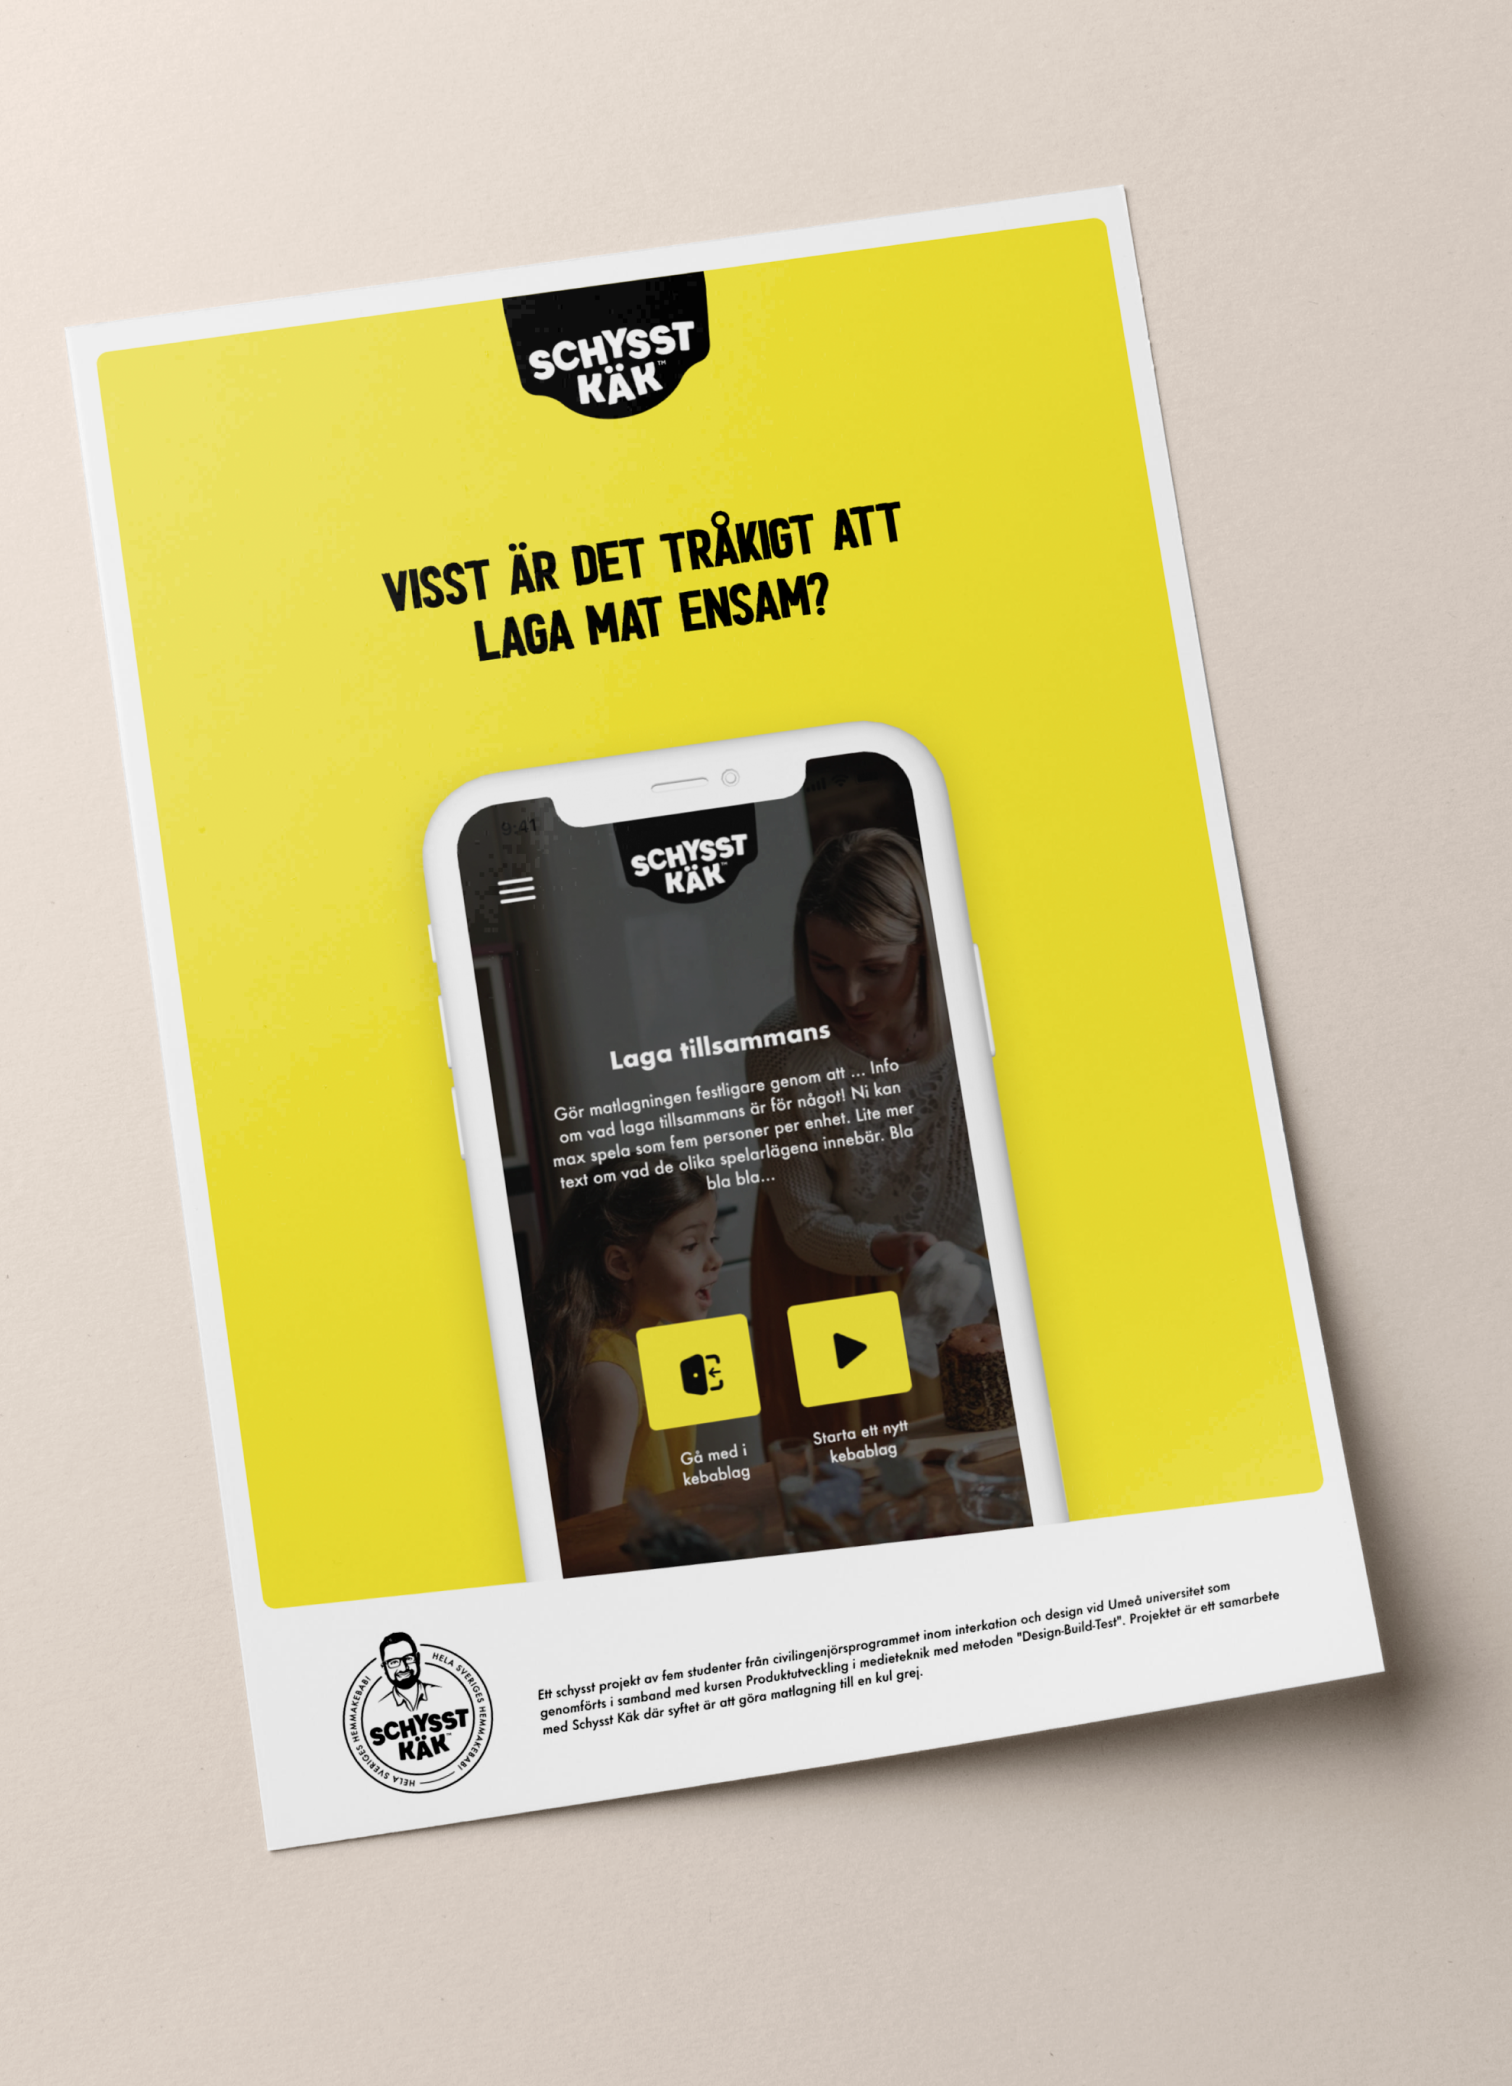 SCHYSST
KÄK™
VISST ÄR DET TRÅKIGT ATT
LAGA MAT ENSAM?
9:41
SCHYSST
KÄK™
Laga tillsammans
Gör matlagningen festligare genom att ... Info
om vad laga tillsammans är för något! Ni kan
max spela som fem personer per enhet. Lite mer
text om vad de olika spelarlägena innebär. Bla
bla bla...
Gå med i
kebablag
Starta ett nytt
kebablag
HELA SVERIGES HEMMAKEBAB!
HELA SVERIGES HEMMAKEBAB!
SCHYSST
KÄK™
Ett schysst projekt av fem studenter från civilingenjörsprogrammet inom interkation och design vid Umeå universitet som
genomförts i samband med kursen Produktutveckling i medieteknik med metoden "Design-Build-Test". Projektet är ett samarbete
med Schysst Käk där syftet är att göra matlagning till en kul grej.